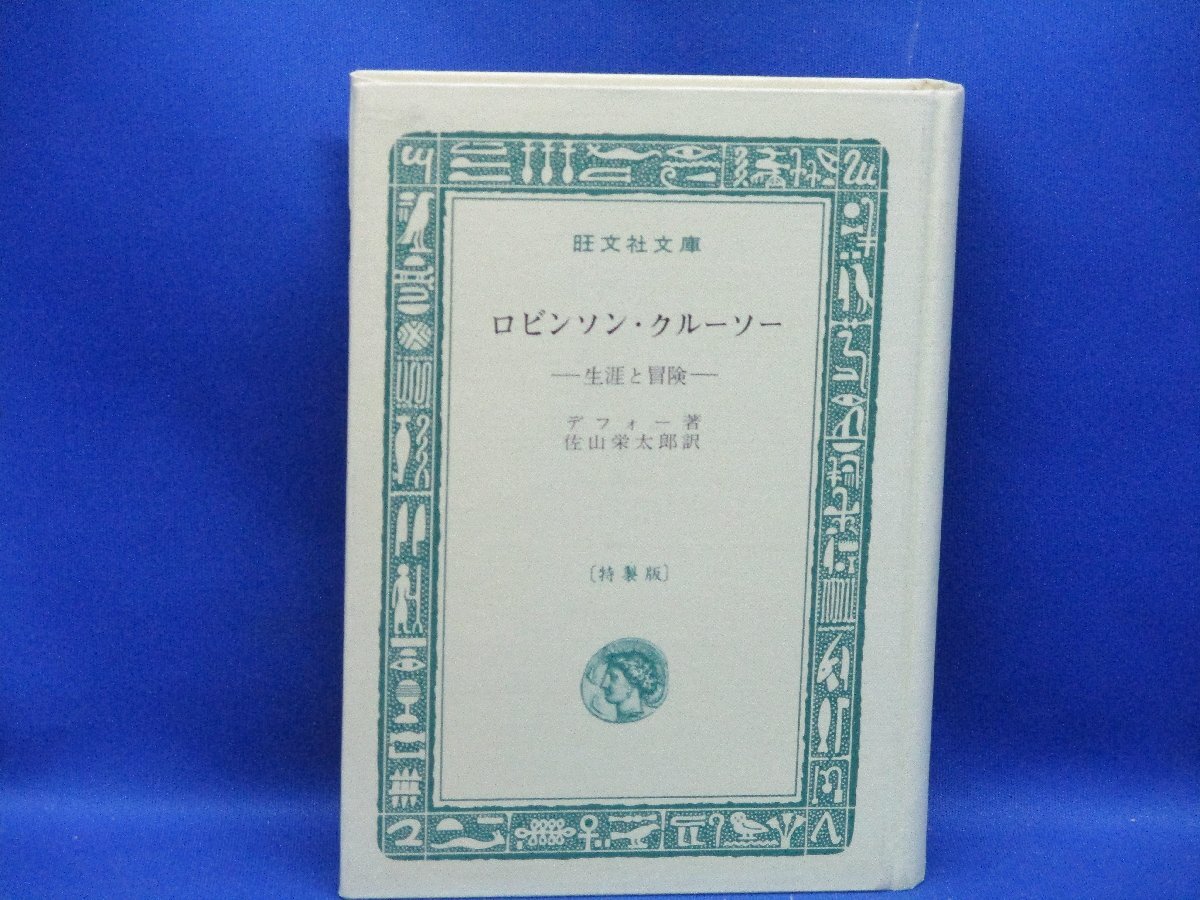 旺文社文庫
ロビンソン・クルーソー
―生涯と冒険―
デフォー著
佐山栄太郎訳
〔特製版〕